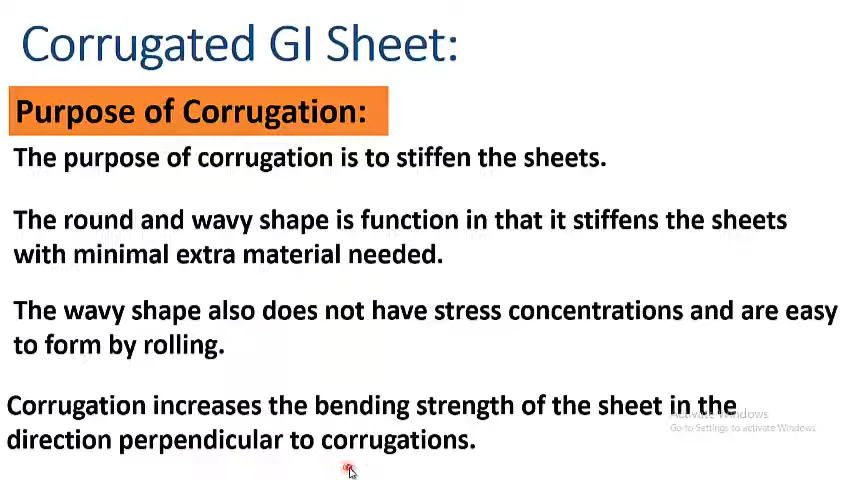 Corrugated GI Sheet:
Purpose of Corrugation:
The purpose of corrugation is to stiffen the sheets.
The round and wavy shape is function in that it stiffens the sheets
with minimal extra material needed.
The wavy shape also does not have stress concentrations and are easy
to form by rolling.
Corrugation increases the bending strength of the sheet in the
direction perpendicular to corrugations.
Activate Windows
Go to Settings to activate Windows